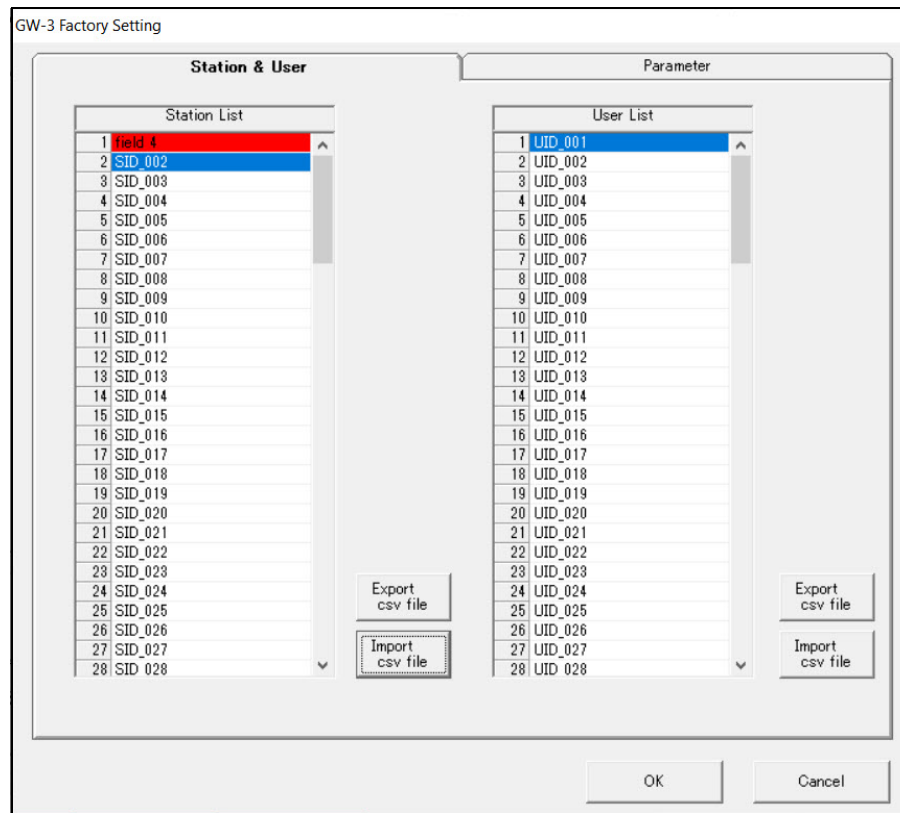 GW-3 Factory Setting
Station & User
Parameter
Station List
1 field 4
2 SID_002
3 SID_003
4 SID_004
5 SID_005
6 SID_006
7 SID_007
8 SID_008
9 SID_009
10 SID_010
11 SID_011
12 SID_012
13 SID_013
14 SID_014
15 SID_015
16 SID_016
17 SID_017
18 SID_018
19 SID_019
20 SID_020
21 SID_021
22 SID_022
23 SID_023
24 SID_024
25 SID_025
26 SID_026
27 SID_027
28 SID_028
Export
csv file
Import
csv file
User List
1 UID_001
2 UID_002
3 UID_003
4 UID_004
5 UID_005
6 UID_006
7 UID_007
8 UID_008
9 UID_009
10 UID_010
11 UID_011
12 UID_012
13 UID_013
14 UID_014
15 UID_015
16 UID_016
17 UID_017
18 UID_018
19 UID_019
20 UID_020
21 UID_021
22 UID_022
23 UID_023
24 UID_024
25 UID_025
26 UID_026
27 UID_027
28 UID_028
Export
csv file
Import
csv file
OK
Cancel